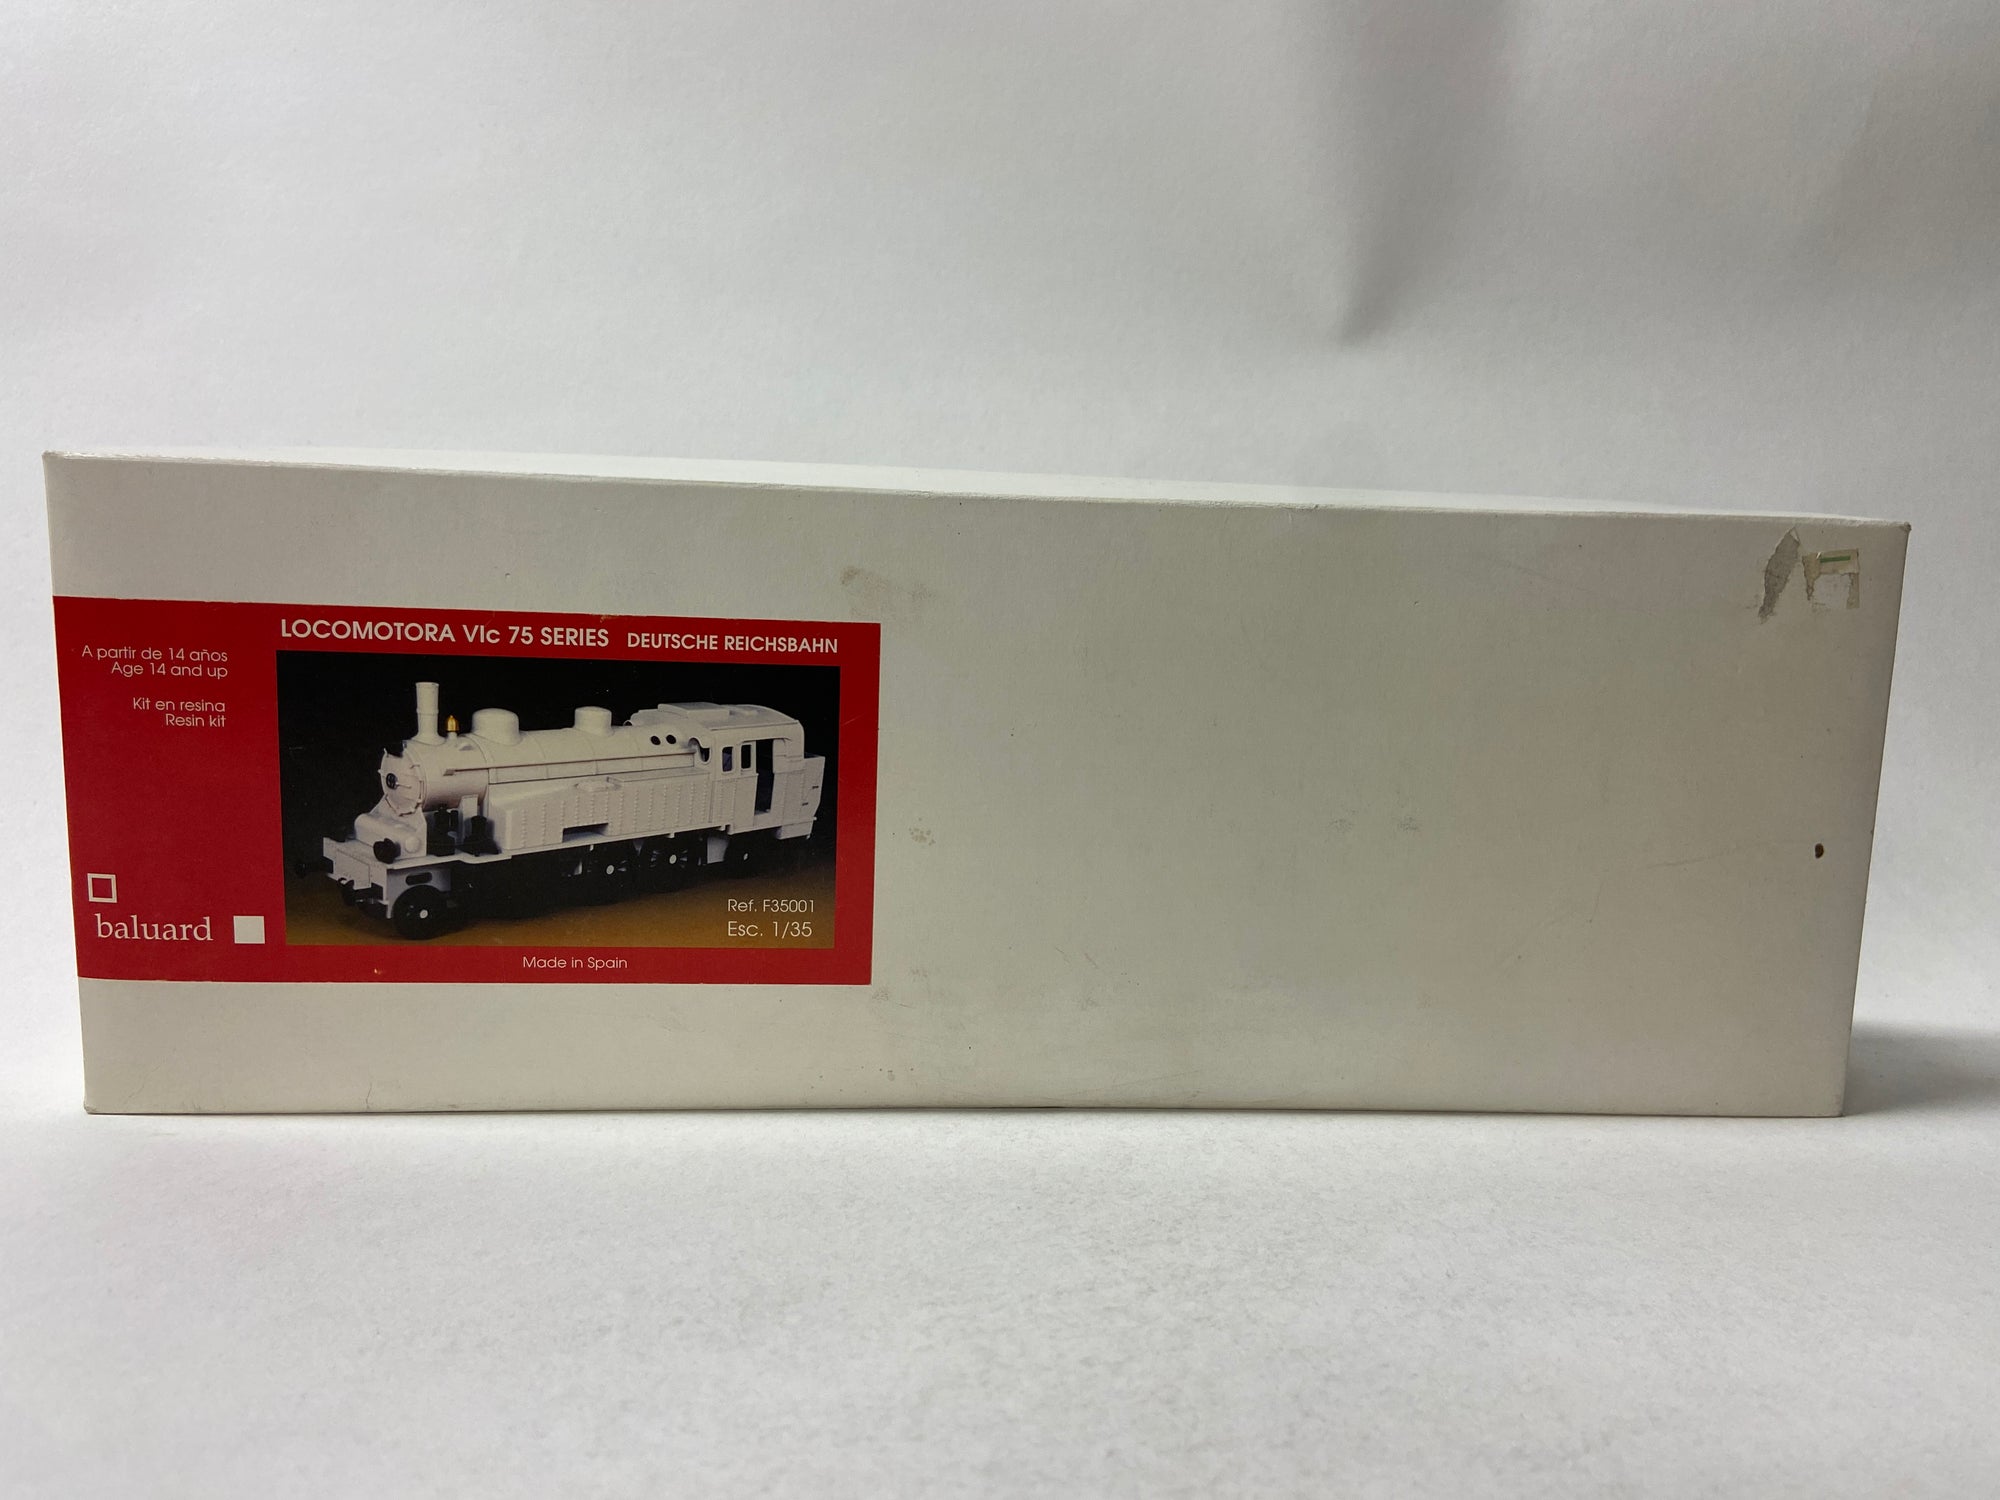 LOCOMOTORA VIc 75 SERIES DEUTSCHE REICHSBAHN
A partir de 14 años
Age 14 and up
Kit en resina
Resin kit
baluard
Ref. F35001
Esc. 1/35
Made in Spain